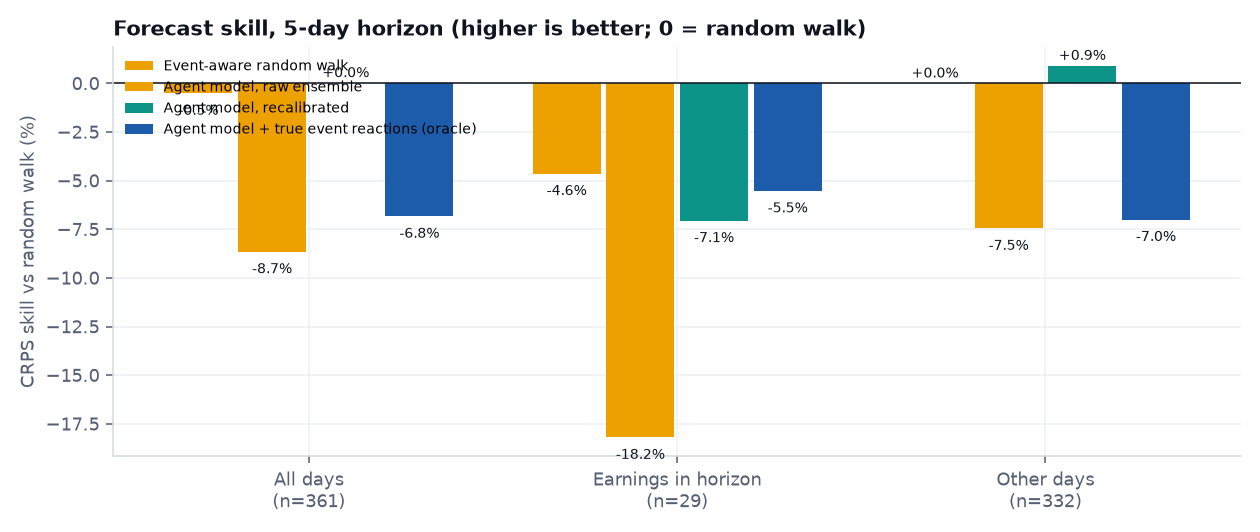 Forecast skill, 5-day horizon (higher is better; 0 = random walk)
Event-aware random walk
Agent model, raw ensemble
Agent model, recalibrated
Agent model + true event reactions (oracle)
CRPS skill vs random walk (%)
0.0
−2.5
−5.0
−7.5
−10.0
−12.5
−15.0
−17.5
-0.5%
-8.7%
+0.0%
-6.8%
-4.6%
-18.2%
-7.1%
-5.5%
+0.0%
-7.5%
+0.9%
-7.0%
All days
(n=361)
Earnings in horizon
(n=29)
Other days
(n=332)